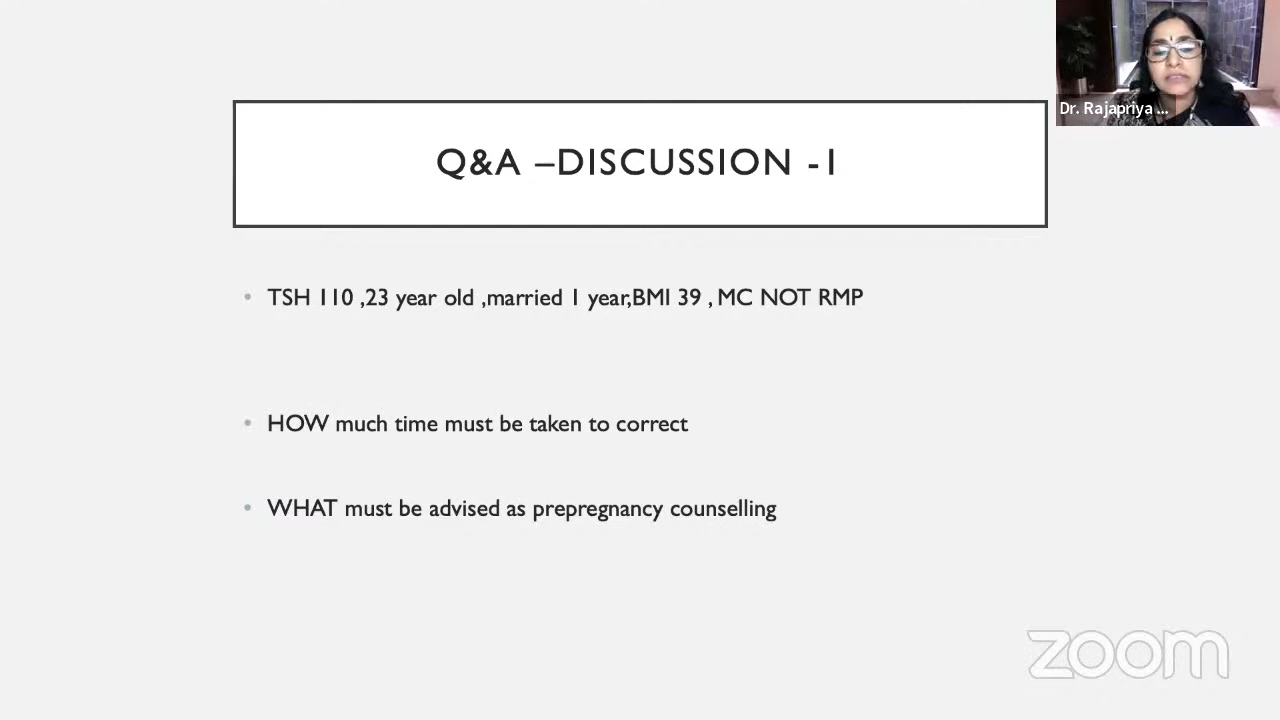 Dr. Rajapriya ...
Q&A –DISCUSSION -1
• TSH 110 ,23 year old ,married 1 year,BMI 39 , MC NOT RMP
• HOW much time must be taken to correct
• WHAT must be advised as prepregnancy counselling
zoom